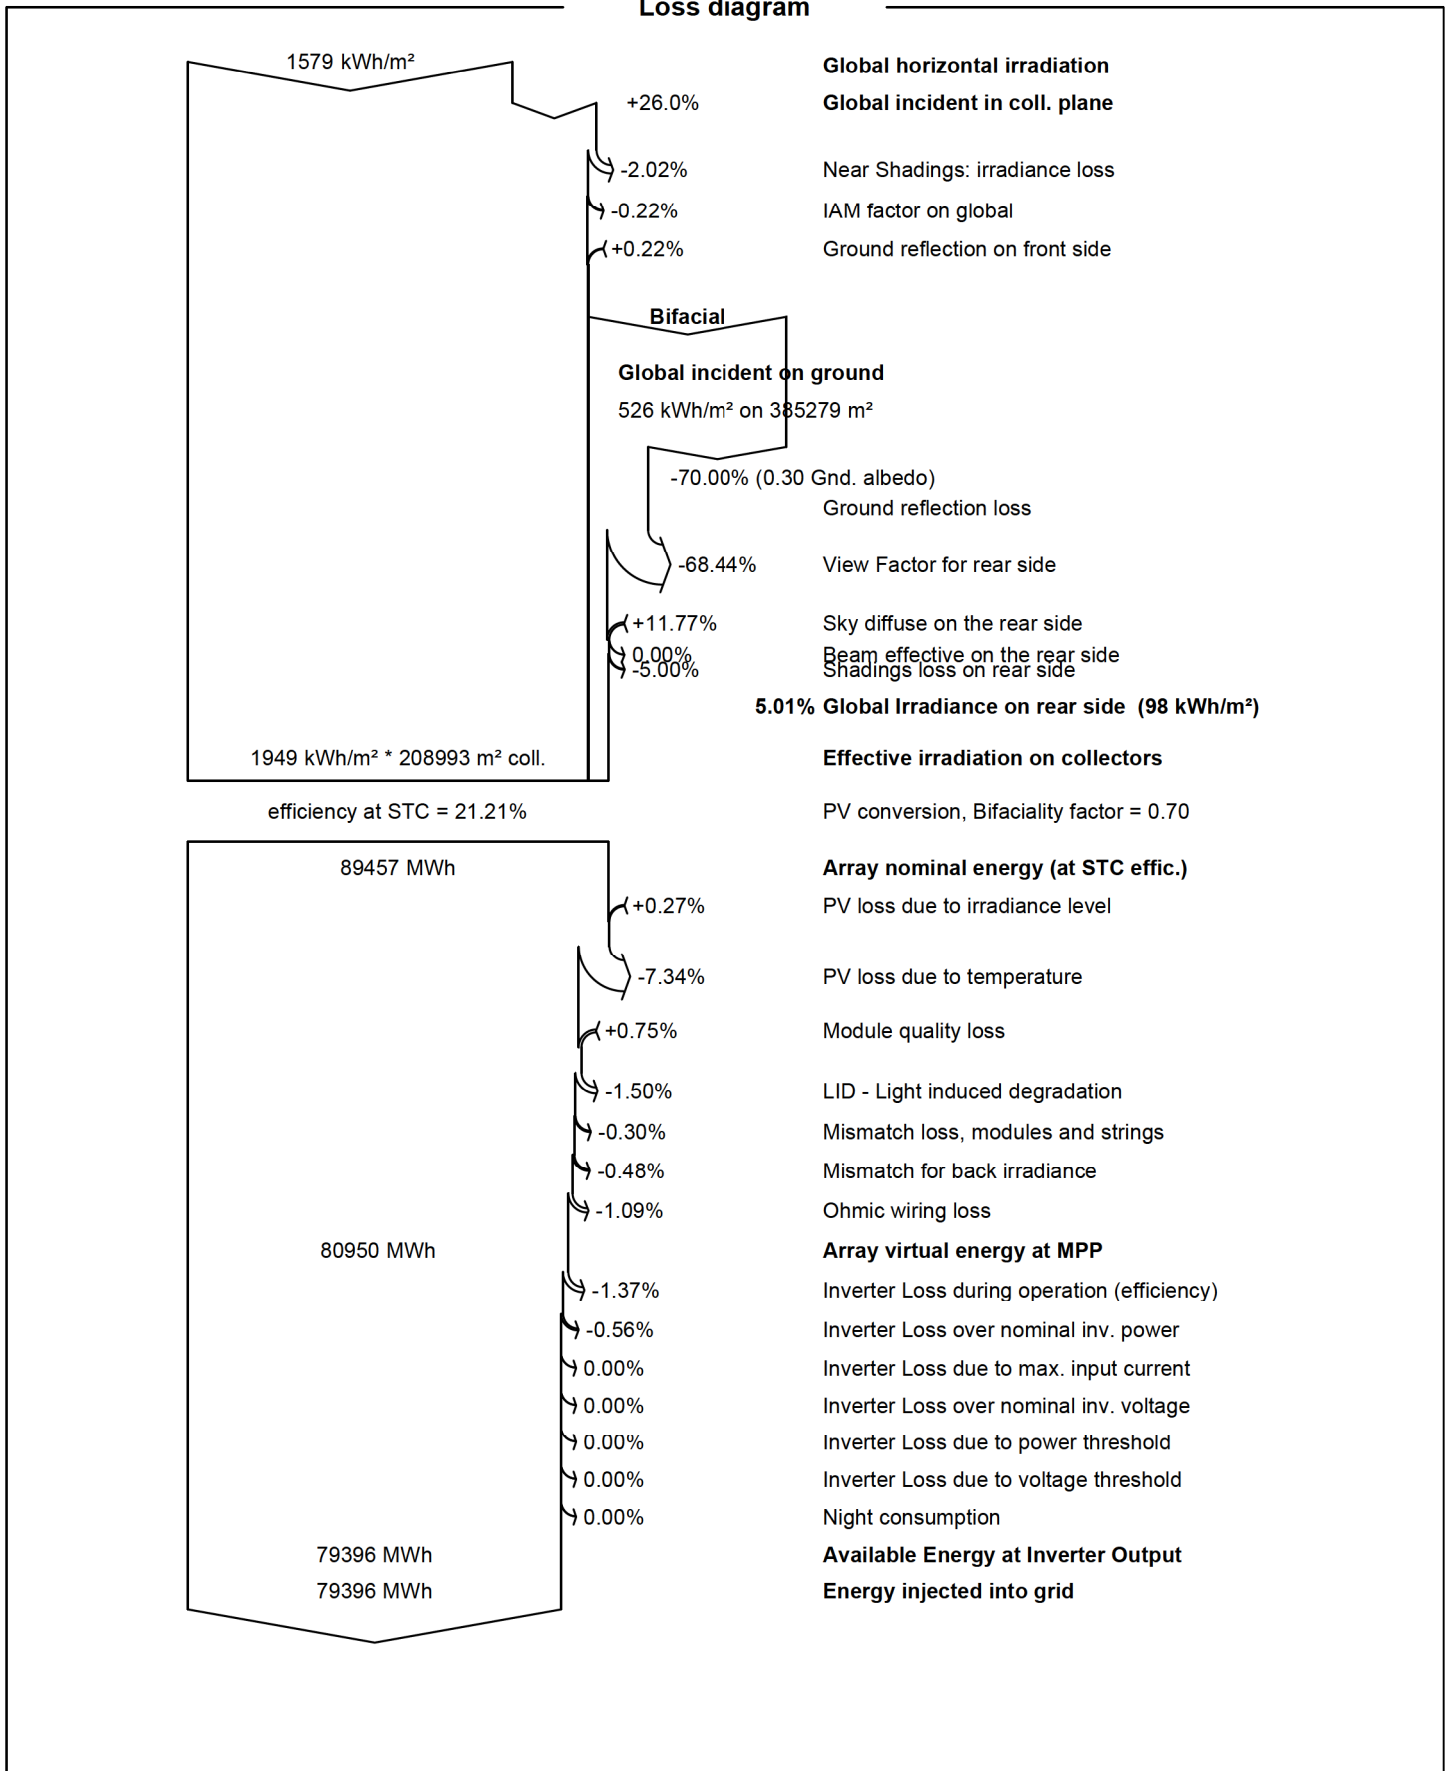 Loss diagram
1579 kWh/m² Global horizontal irradiation
+26.0% Global incident in coll. plane
-2.02% Near Shadings: irradiance loss
-0.22% IAM factor on global
+0.22% Ground reflection on front side
Bifacial
Global incident on ground
526 kWh/m² on 385279 m²
-70.00% (0.30 Gnd. albedo)
Ground reflection loss
-68.44% View Factor for rear side
+11.77% Sky diffuse on the rear side
0.00% Beam effective on the rear side
-5.00% Shadings loss on rear side
5.01% Global Irradiance on rear side (98 kWh/m²)
1949 kWh/m² * 208993 m² coll. Effective irradiation on collectors
efficiency at STC = 21.21% PV conversion, Bifaciality factor = 0.70
89457 MWh Array nominal energy (at STC effic.)
+0.27% PV loss due to irradiance level
-7.34% PV loss due to temperature
+0.75% Module quality loss
-1.50% LID - Light induced degradation
-0.30% Mismatch loss, modules and strings
-0.48% Mismatch for back irradiance
-1.09% Ohmic wiring loss
80950 MWh Array virtual energy at MPP
-1.37% Inverter Loss during operation (efficiency)
-0.56% Inverter Loss over nominal inv. power
0.00% Inverter Loss due to max. input current
0.00% Inverter Loss over nominal inv. voltage
0.00% Inverter Loss due to power threshold
0.00% Inverter Loss due to voltage threshold
0.00% Night consumption
79396 MWh Available Energy at Inverter Output
79396 MWh Energy injected into grid